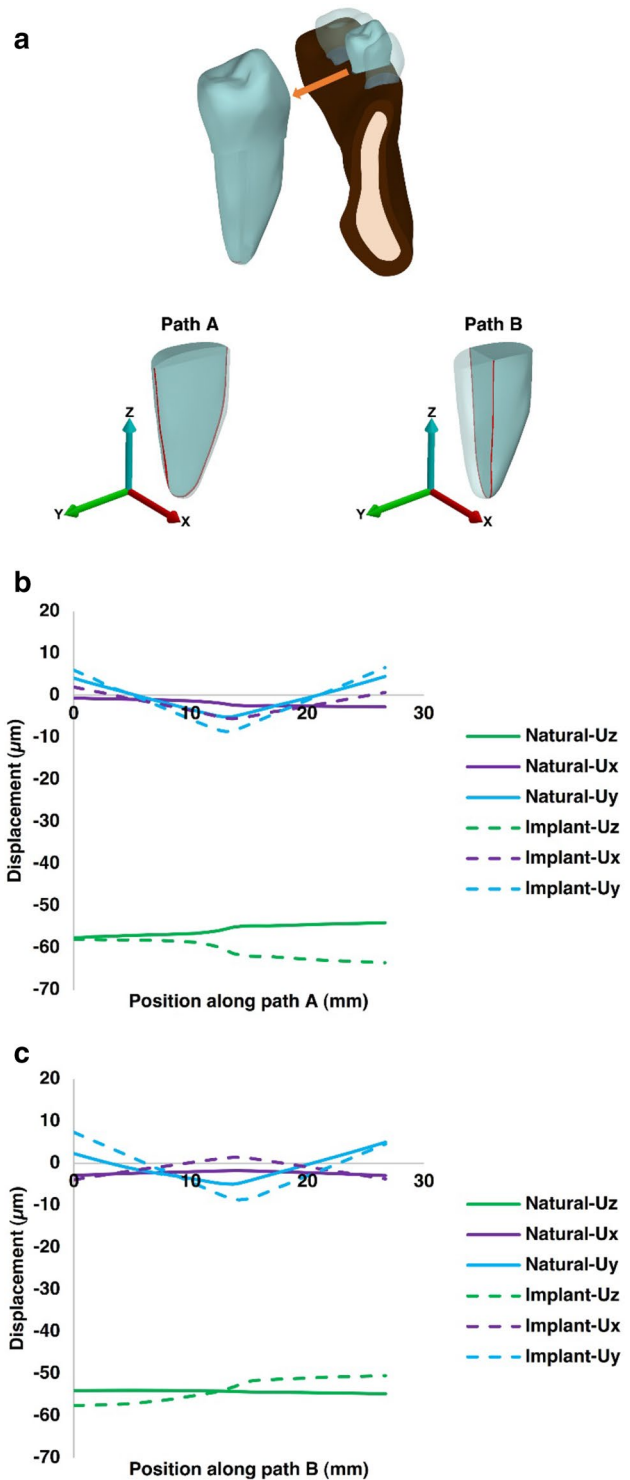 a
Path A
Path B
Z
Y
X
Z
Y
X
b
20
10
0
-10
-20
-30
-40
-50
-60
-70
0
10
20
30
Displacement (µm)
Position along path A (mm)
Natural-Uz
Natural-Ux
Natural-Uy
Implant-Uz
Implant-Ux
Implant-Uy
c
20
10
0
-10
-20
-30
-40
-50
-60
-70
0
10
20
30
Displacement (µm)
Position along path B (mm)
Natural-Uz
Natural-Ux
Natural-Uy
Implant-Uz
Implant-Ux
Implant-Uy